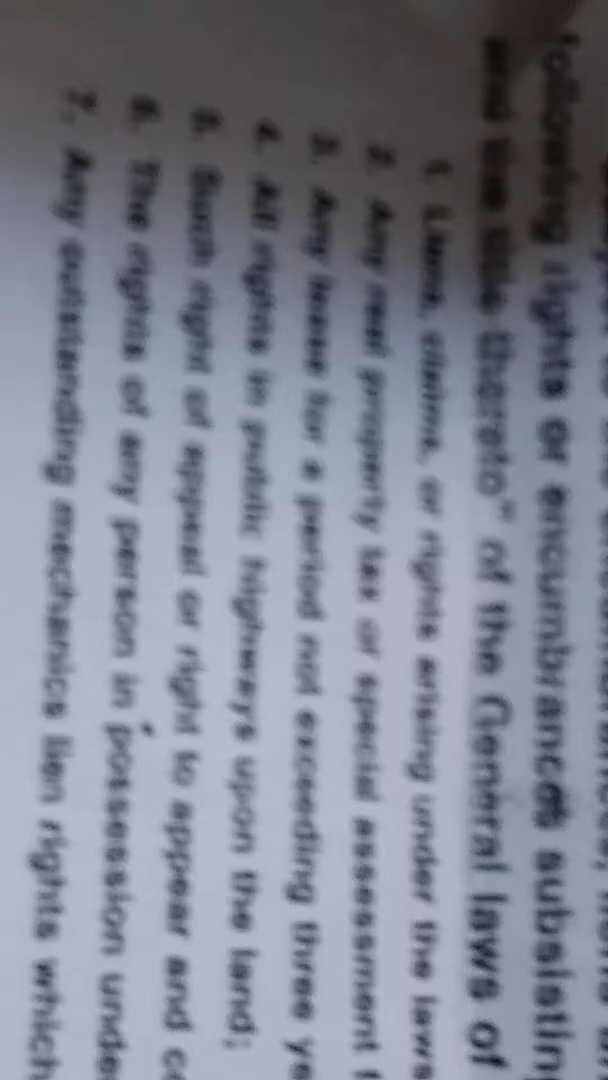 following rights or encumbrances subsisting
and the title thereto" of the General laws of
1. Liens, claims, or rights arising under the laws
2. Any real property tax or special assessment
3. Any lease for a period not exceeding three
4. All rights in public highways upon the land;
5. Such right of appeal or right to appear and
6. The rights of any person in possession under
7. Any outstanding mechanics lien rights which